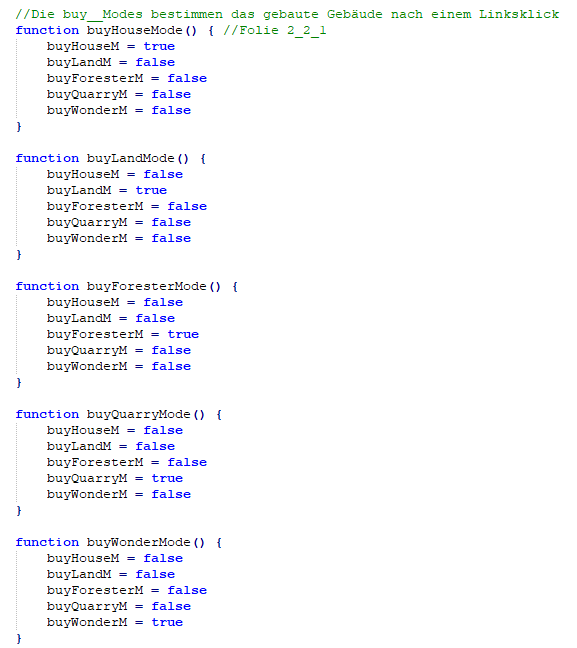 //Die buy__Modes bestimmen das gebaute Gebäude nach einem Linksklick
function buyHouseMode() { //Folie 2_2_1
    buyHouseM = true
    buyLandM = false
    buyForesterM = false
    buyQuarryM = false
    buyWonderM = false
}

function buyLandMode() {
    buyHouseM = false
    buyLandM = true
    buyForesterM = false
    buyQuarryM = false
    buyWonderM = false
}

function buyForesterMode() {
    buyHouseM = false
    buyLandM = false
    buyForesterM = true
    buyQuarryM = false
    buyWonderM = false
}

function buyQuarryMode() {
    buyHouseM = false
    buyLandM = false
    buyForesterM = false
    buyQuarryM = true
    buyWonderM = false
}

function buyWonderMode() {
    buyHouseM = false
    buyLandM = false
    buyForesterM = false
    buyQuarryM = false
    buyWonderM = true
}